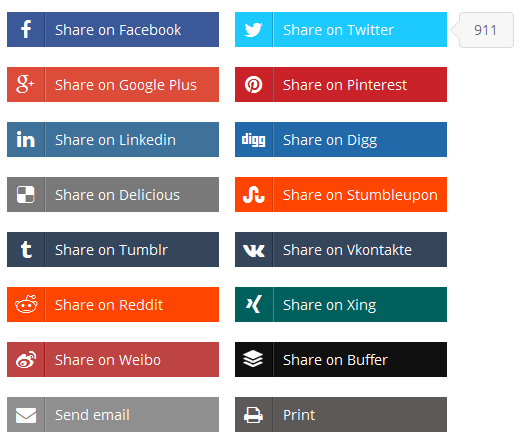 Share on Facebook
Share on Twitter
911
Share on Google Plus
Share on Pinterest
Share on Linkedin
digg Share on Digg
Share on Delicious
Share on Stumbleupon
Share on Tumblr
Share on Vkontakte
Share on Reddit
Share on Xing
Share on Weibo
Share on Buffer
Send email
Print